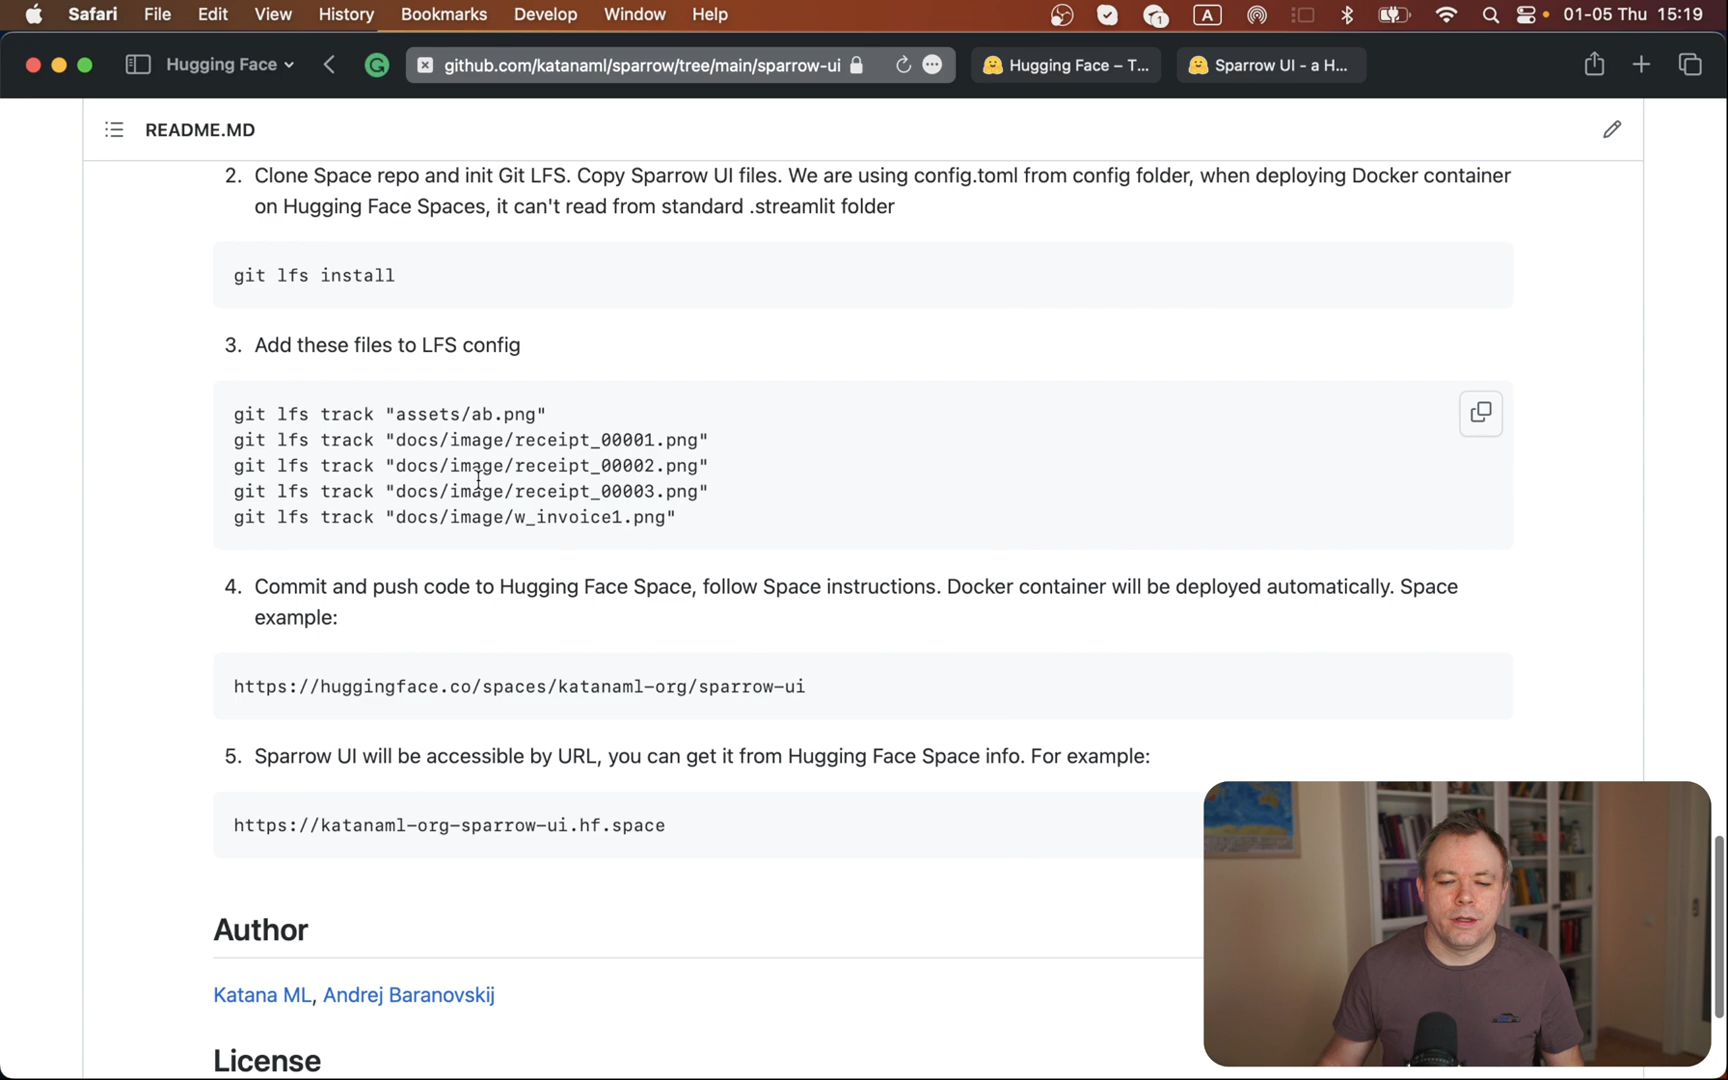 Safari File Edit View History Bookmarks Develop Window Help 1 A 01-05 Thu 15:19
Hugging Face github.com/katanaml/sparrow/tree/main/sparrow-ui Hugging Face – T... Sparrow UI - a H...
README.MD
2. Clone Space repo and init Git LFS. Copy Sparrow UI files. We are using config.toml from config folder, when deploying Docker container
on Hugging Face Spaces, it can't read from standard .streamlit folder
git lfs install
3. Add these files to LFS config
git lfs track "assets/ab.png"
git lfs track "docs/image/receipt_00001.png"
git lfs track "docs/image/receipt_00002.png"
git lfs track "docs/image/receipt_00003.png"
git lfs track "docs/image/w_invoice1.png"
4. Commit and push code to Hugging Face Space, follow Space instructions. Docker container will be deployed automatically. Space
example:
https://huggingface.co/spaces/katanaml-org/sparrow-ui
5. Sparrow UI will be accessible by URL, you can get it from Hugging Face Space info. For example:
https://katanaml-org-sparrow-ui.hf.space
Author
Katana ML, Andrej Baranovskij
License